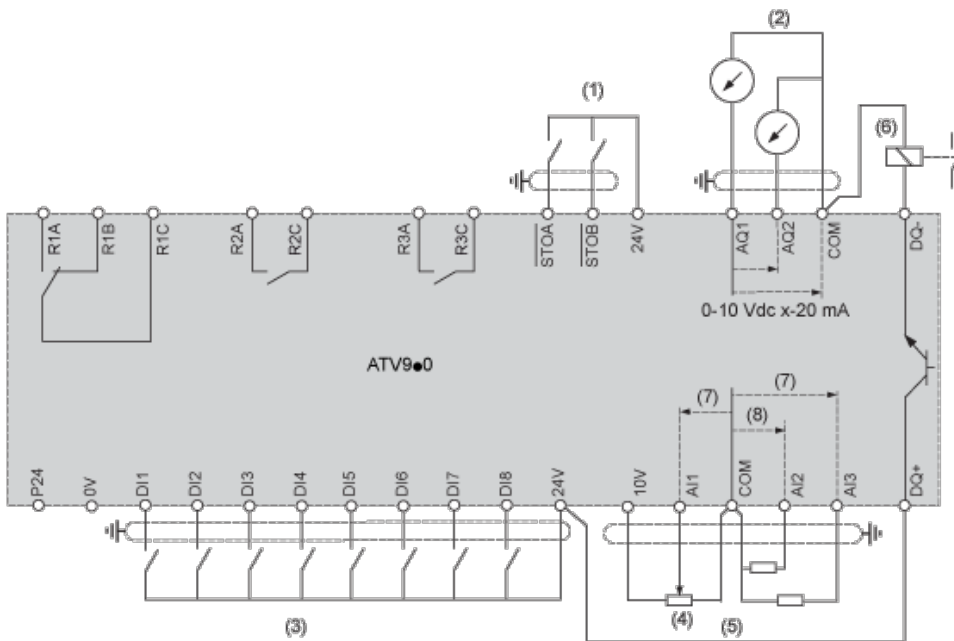 (2)
(1)
(6)
R1A
R1B
R1C
R2A
R2C
R3A
R3C
STOA
STOB
24V
AQ1
AQ2
COM
DQ-
0-10 Vdc x-20 mA
ATV9●0
(7)
(7)
(8)
P24
0V
DI1
DI2
DI3
DI4
DI5
DI6
DI7
DI8
24V
10V
AI1
COM
AI2
AI3
DQ+
(3)
(4)
(5)